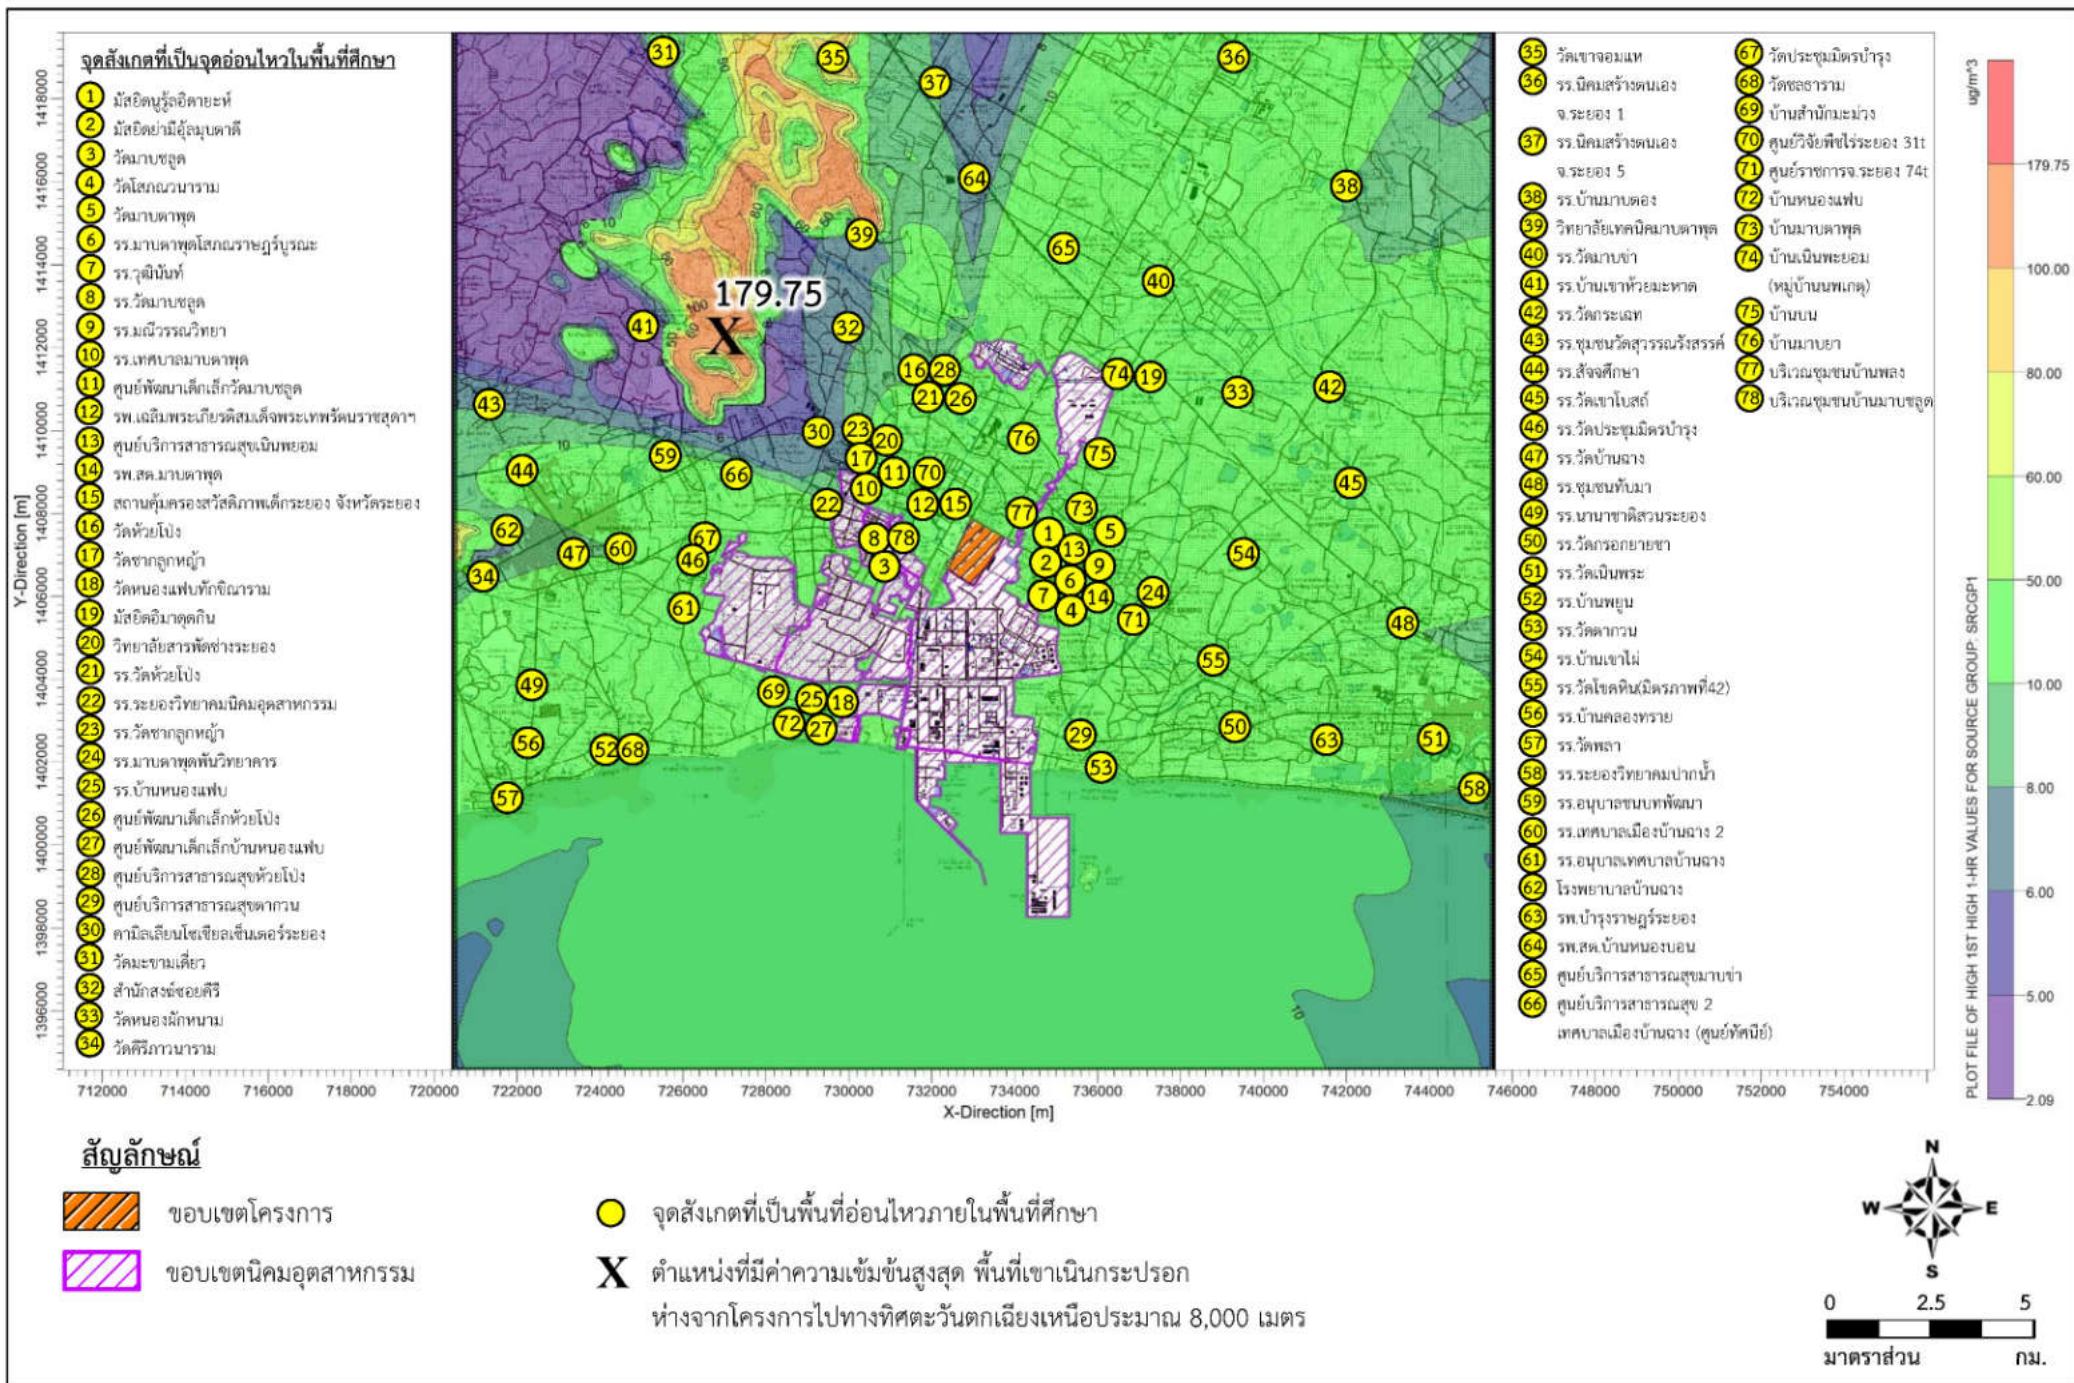 จุดสังเกตที่เป็นจุดอ่อนไหวในพื้นที่ศึกษา
1 มัสยิดนูรู้ลฮิดายะห์
2 มัสยิดย่ามีอุ้ลมุบตาดี
3 วัดมาบชลูด
4 วัดโสภณวนาราม
5 วัดมาบตาพุด
6 รร.มาบตาพุดโสภณราษฎร์บูรณะ
7 รร.วุฒินันท์
8 รร.วัดมาบชลูด
9 รร.มณีวรรณวิทยา
10 รร.เทศบาลมาบตาพุด
11 ศูนย์พัฒนาเด็กเล็กวัดมาบชลูด
12 รพ.เฉลิมพระเกียรติสมเด็จพระเทพรัตนราชสุดาฯ
13 ศูนย์บริการสาธารณสุขเนินพยอม
14 รพ.สต.มาบตาพุด
15 สถานคุ้มครองสวัสดิภาพเด็กระยอง จังหวัดระยอง
16 วัดห้วยโป่ง
17 วัดชากลูกหญ้า
18 วัดหนองแฟบทักขิณาราม
19 มัสยิดอิมาดุดดีน
20 วิทยาลัยสารพัดช่างระยอง
21 รร.วัดห้วยโป่ง
22 รร.ระยองวิทยาคมนิคมอุตสาหกรรม
23 รร.วัดชากลูกหญ้า
24 รร.มาบตาพุดพันวิทยาคาร
25 รร.บ้านหนองแฟบ
26 ศูนย์พัฒนาเด็กเล็กห้วยโป่ง
27 ศูนย์พัฒนาเด็กเล็กบ้านหนองแฟบ
28 ศูนย์บริการสาธารณสุขห้วยโป่ง
29 ศูนย์บริการสาธารณสุขตากวน
30 คามิลเลียนโซเชียลเซ็นเตอร์ระยอง
31 วัดมะขามเดี่ยว
32 สำนักสงฆ์ซอยคีรี
33 วัดหนองผักหนาม
34 วัดคีรีภาวนาราม
179.75
X
35 วัดเขาจอมแห
36 รร.นิคมสร้างตนเอง
จ.ระยอง 1
37 รร.นิคมสร้างตนเอง
จ.ระยอง 5
38 รร.บ้านมาบตอง
39 วิทยาลัยเทคนิคมาบตาพุด
40 รร.วัดมาบข่า
41 รร.บ้านเขาห้วยมะหาด
42 รร.วัดกระเฉท
43 รร.ชุมชนวัดสุวรรณรังสรรค์
44 รร.สัจจศึกษา
45 รร.วัดเขาโบสถ์
46 รร.วัดประชุมมิตรบำรุง
47 รร.วัดบ้านฉาง
48 รร.ชุมชนทับมา
49 รร.นานาชาติสวนระยอง
50 รร.วัดกรอกยายชา
51 รร.วัดเนินพระ
52 รร.บ้านพยูน
53 รร.วัดตากวน
54 รร.บ้านเขาไผ่
55 รร.วัดโขดหิน(มิตรภาพที่42)
56 รร.บ้านคลองทราย
57 รร.วัดพลา
58 รร.ระยองวิทยาคมปากน้ำ
59 รร.อนุบาลชนบทพัฒนา
60 รร.เทศบาลเมืองบ้านฉาง 2
61 รร.อนุบาลเทศบาลบ้านฉาง
62 โรงพยาบาลบ้านฉาง
63 รพ.บำรุงราษฎร์ระยอง
64 รพ.สต.บ้านหนองบอน
65 ศูนย์บริการสาธารณสุขมาบข่า
66 ศูนย์บริการสาธารณสุข 2
เทศบาลเมืองบ้านฉาง (ศูนย์ทัศนีย์)
67 วัดประชุมมิตรบำรุง
68 วัดชลธาราม
69 บ้านสำนักมะม่วง
70 ศูนย์วิจัยพืชไร่ระยอง 31t
71 ศูนย์ราชการจ.ระยอง 74t
72 บ้านหนองแฟบ
73 บ้านมาบตาพุด
74 บ้านเนินพะยอม
(หมู่บ้านนพเกตุ)
75 บ้านบน
76 บ้านมาบยา
77 บริเวณชุมชนบ้านพลง
78 บริเวณชุมชนบ้านมาบชลูด
ug/m^3
179.75
100.00
80.00
60.00
50.00
10.00
8.00
6.00
5.00
2.09
PLOT FILE OF HIGH 1ST HIGH 1-HR VALUES FOR SOURCE GROUP: SRCGP1
Y-Direction [m]
1418000
1416000
1414000
1412000
1410000
1408000
1406000
1404000
1402000
1400000
1398000
1396000
712000 714000 716000 718000 720000 722000 724000 726000 728000 730000 732000 734000 736000 738000 740000 742000 744000 746000 748000 750000 752000 754000
X-Direction [m]
สัญลักษณ์
ขอบเขตโครงการ
ขอบเขตนิคมอุตสาหกรรม
จุดสังเกตที่เป็นพื้นที่อ่อนไหวภายในพื้นที่ศึกษา
X ตำแหน่งที่มีค่าความเข้มข้นสูงสุด พื้นที่เขาเนินกระปรอก
ห่างจากโครงการไปทางทิศตะวันตกเฉียงเหนือประมาณ 8,000 เมตร
N
W E
S
0 2.5 5
มาตราส่วน กม.